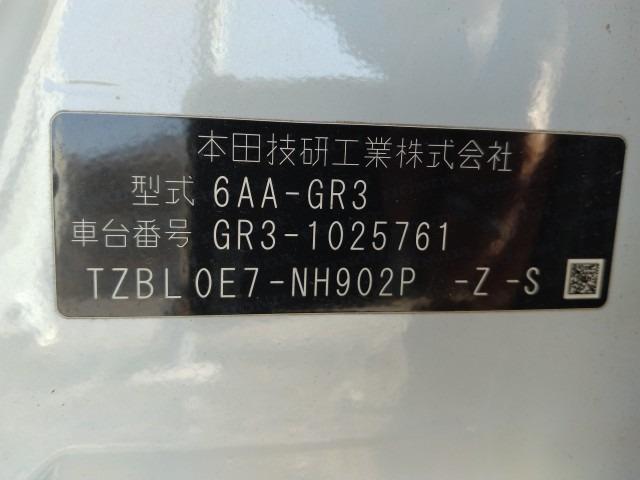 本田技研工業株式会社
型式 6AA-GR3
車台番号 GR3-1025761
TZBL0E7-NH902P -Z-S